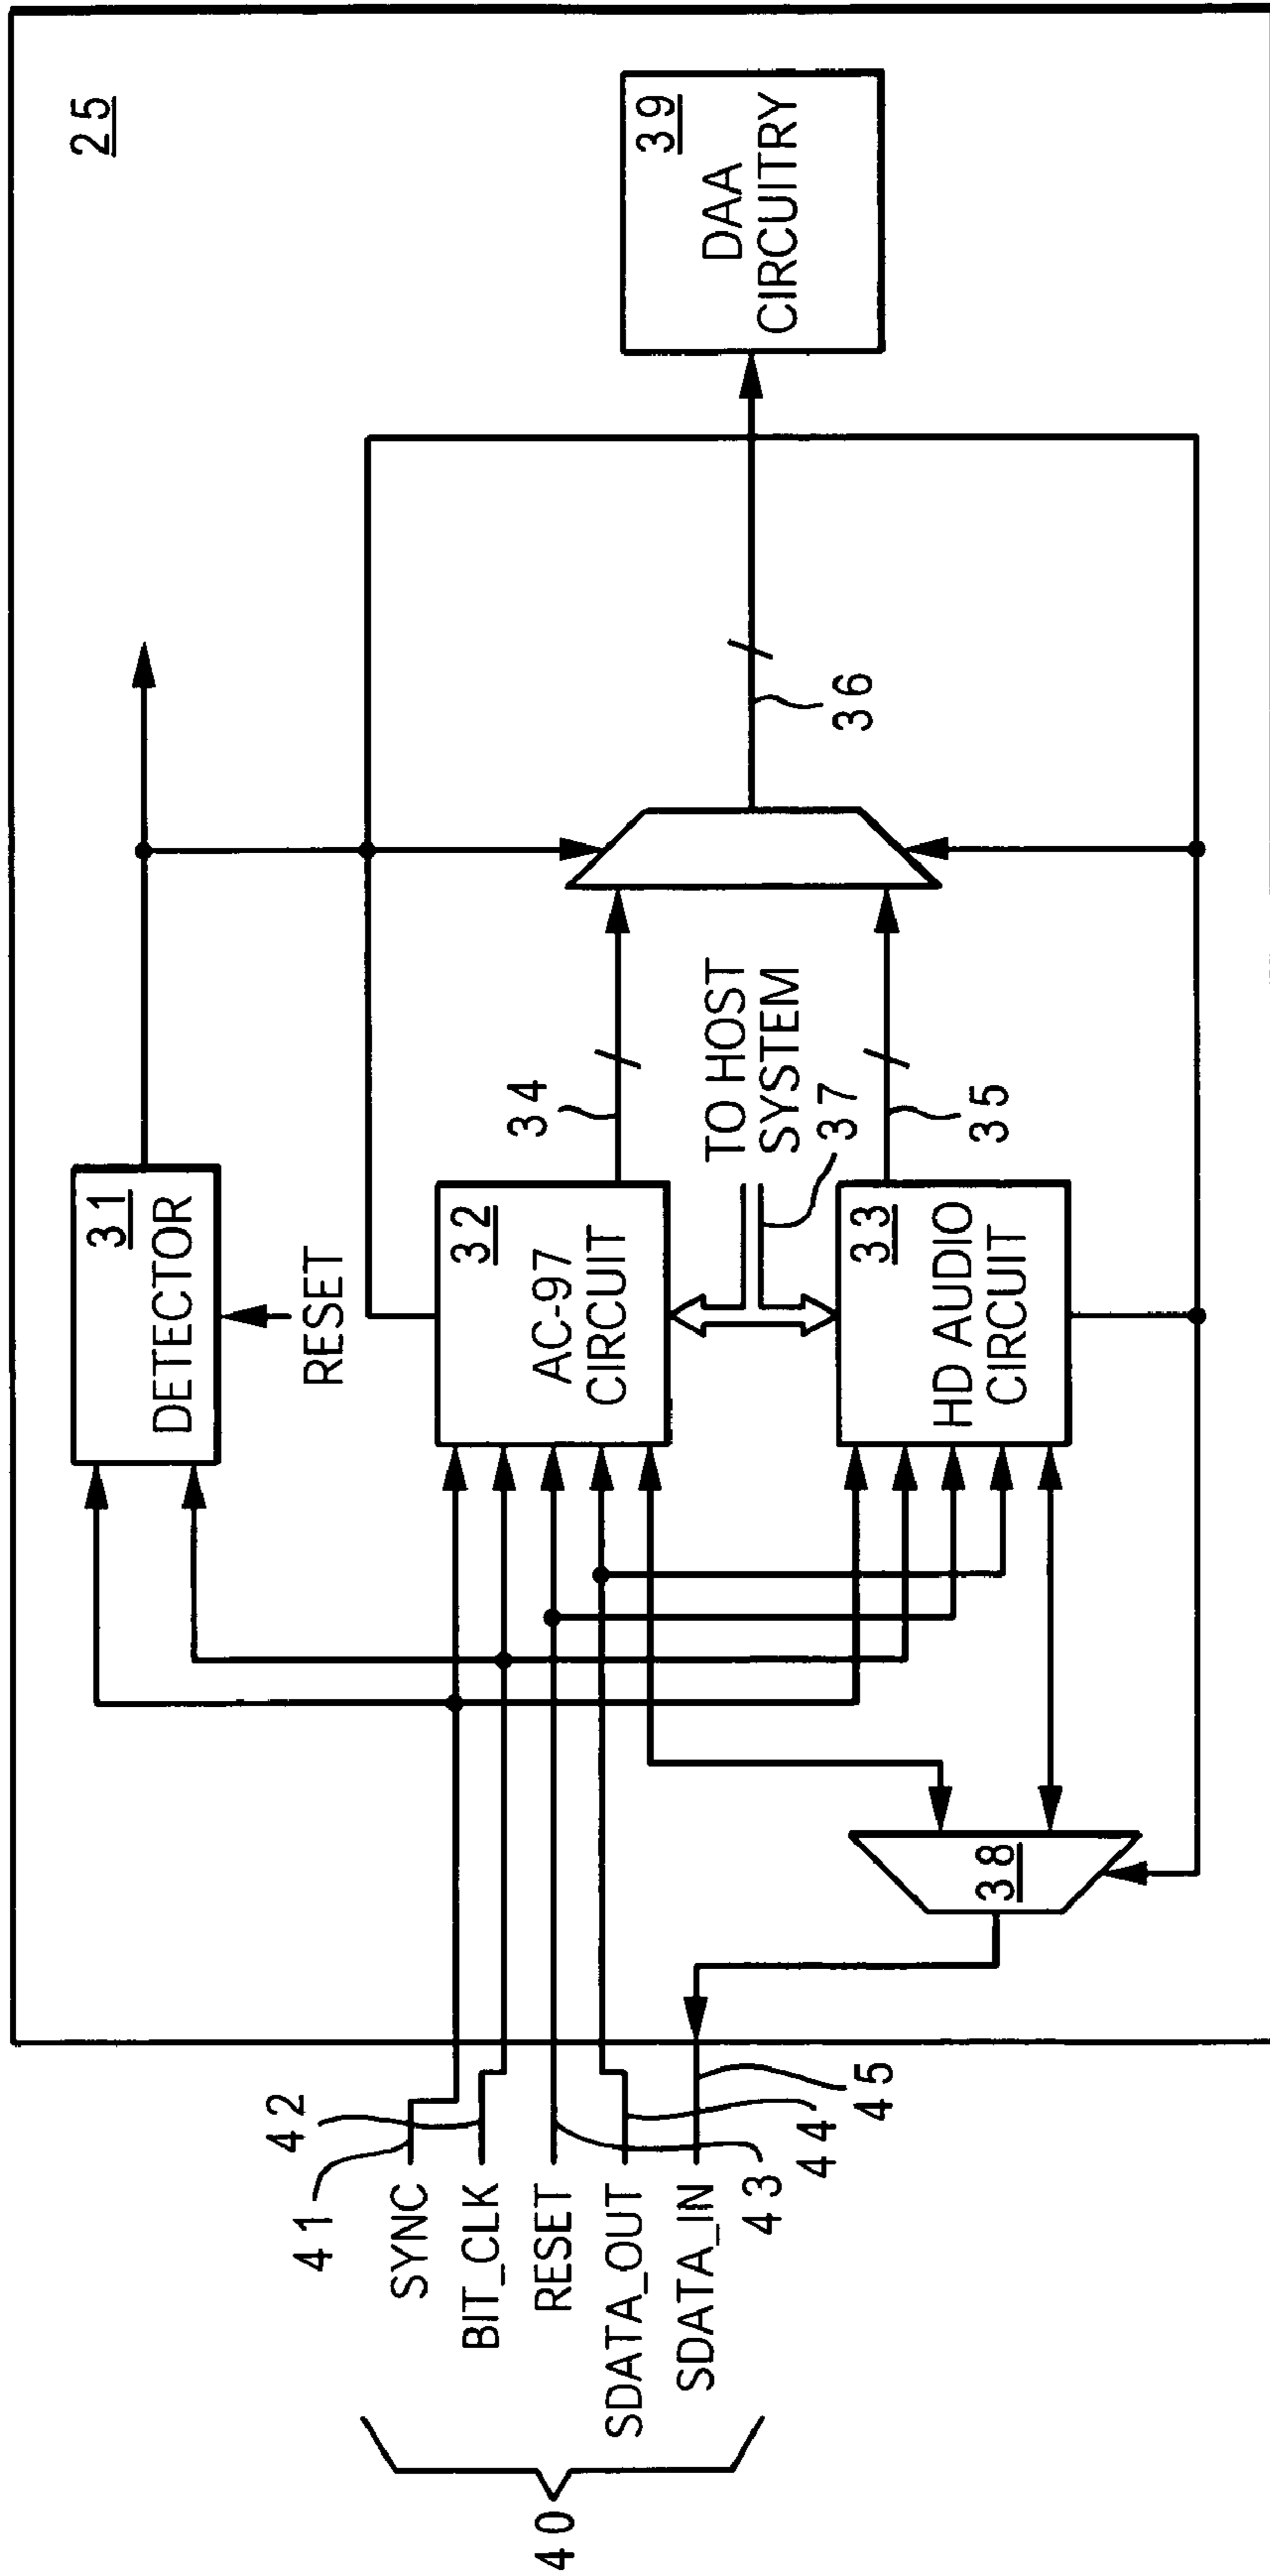 25
31
DETECTOR
RESET
39
DAA
CIRCUITRY
32
AC-97
CIRCUIT
34
TO HOST
SYSTEM
37
36
33
HD AUDIO
CIRCUIT
35
38
40
41
42
SYNC
BIT_CLK
RESET
SDATA_OUT
SDATA_IN
43
44
45